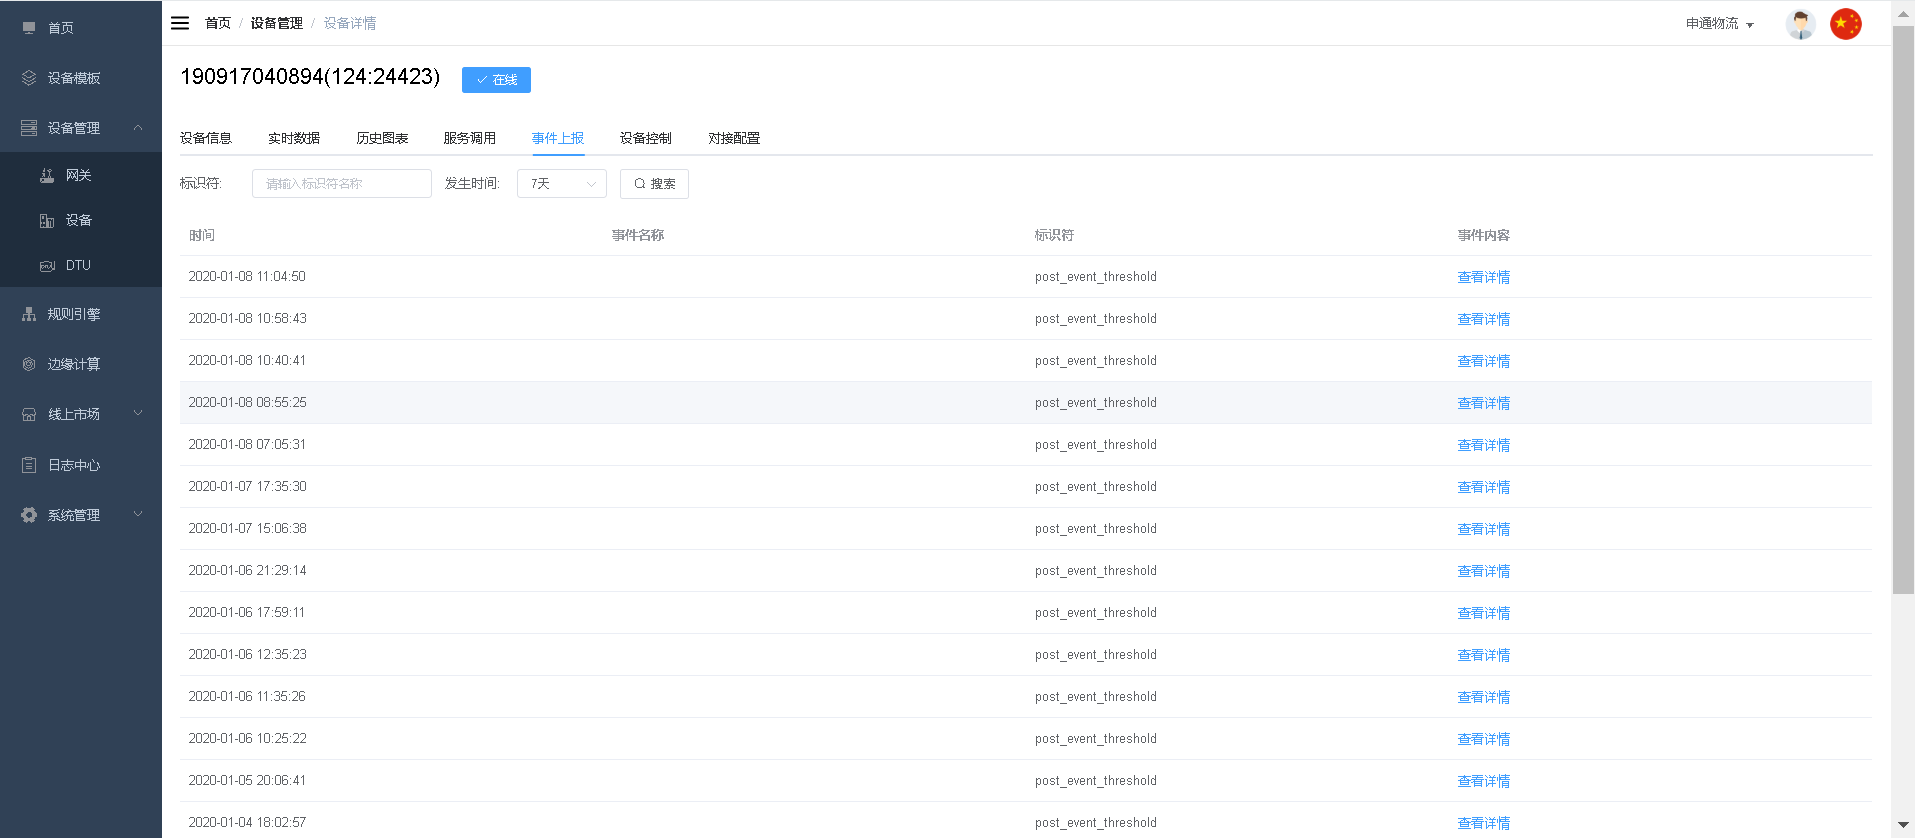 首页
设备模板
设备管理
网关
设备
DTU
规则引擎
边缘计算
线上市场
日志中心
系统管理
首页 / 设备管理 / 设备详情
申通物流
190917040894(124:24423) 在线
设备信息 实时数据 历史图表 服务调用 事件上报 设备控制 对接配置
标识符: 请输入标识符名称 发生时间: 7天 搜索
时间 事件名称 标识符 事件内容
2020-01-08 11:04:50 post_event_threshold 查看详情
2020-01-08 10:58:43 post_event_threshold 查看详情
2020-01-08 10:40:41 post_event_threshold 查看详情
2020-01-08 08:55:25 post_event_threshold 查看详情
2020-01-08 07:05:31 post_event_threshold 查看详情
2020-01-07 17:35:30 post_event_threshold 查看详情
2020-01-07 15:06:38 post_event_threshold 查看详情
2020-01-06 21:29:14 post_event_threshold 查看详情
2020-01-06 17:59:11 post_event_threshold 查看详情
2020-01-06 12:35:23 post_event_threshold 查看详情
2020-01-06 11:35:26 post_event_threshold 查看详情
2020-01-06 10:25:22 post_event_threshold 查看详情
2020-01-05 20:06:41 post_event_threshold 查看详情
2020-01-04 18:02:57 post_event_threshold 查看详情